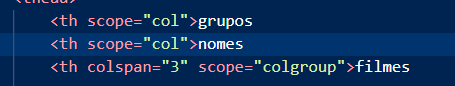 <thead>
<th scope="col">grupos
<th scope="col">nomes
<th colspan="3" scope="colgroup">filmes